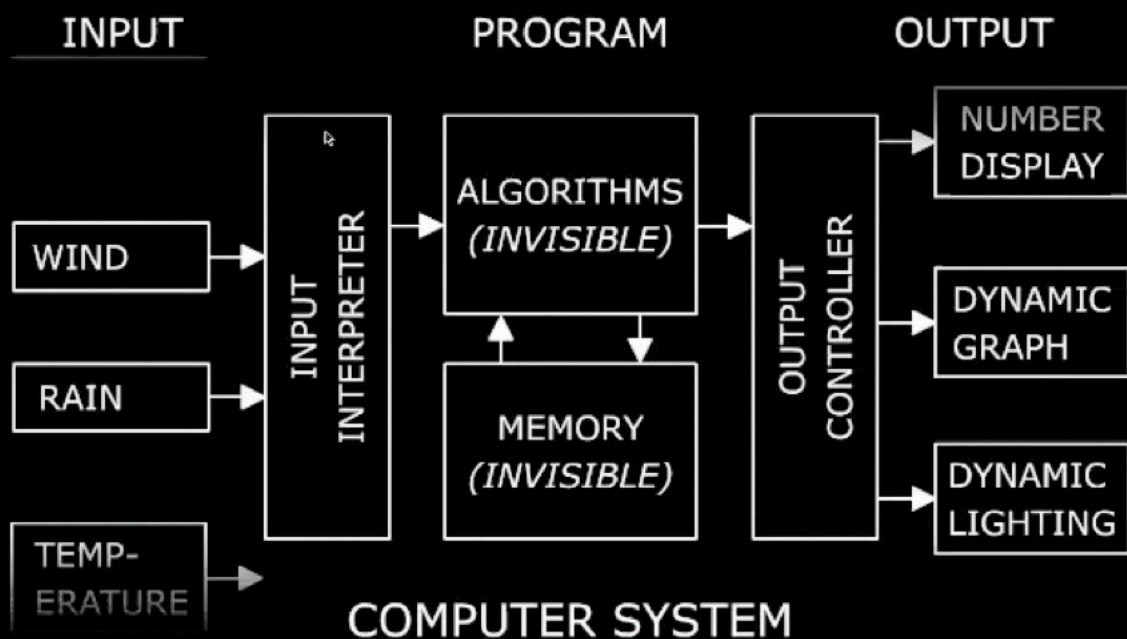 INPUT
PROGRAM
OUTPUT
WIND
RAIN
TEMP-
ERATURE
INPUT
INTERPRETER
ALGORITHMS
(INVISIBLE)
MEMORY
(INVISIBLE)
OUTPUT
CONTROLLER
NUMBER
DISPLAY
DYNAMIC
GRAPH
DYNAMIC
LIGHTING
COMPUTER SYSTEM